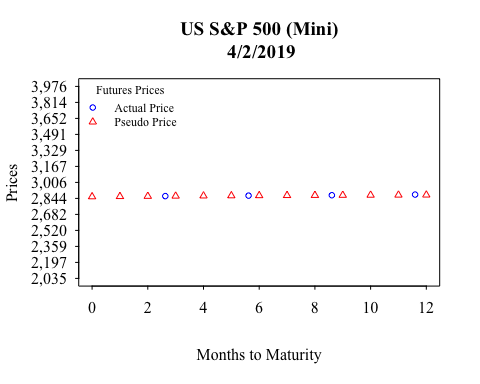 US S&P 500 (Mini)
4/2/2019
Futures Prices
Actual Price
Pseudo Price
Prices
3,976
3,814
3,652
3,491
3,329
3,167
3,006
2,844
2,682
2,520
2,359
2,197
2,035
0 2 4 6 8 10 12
Months to Maturity